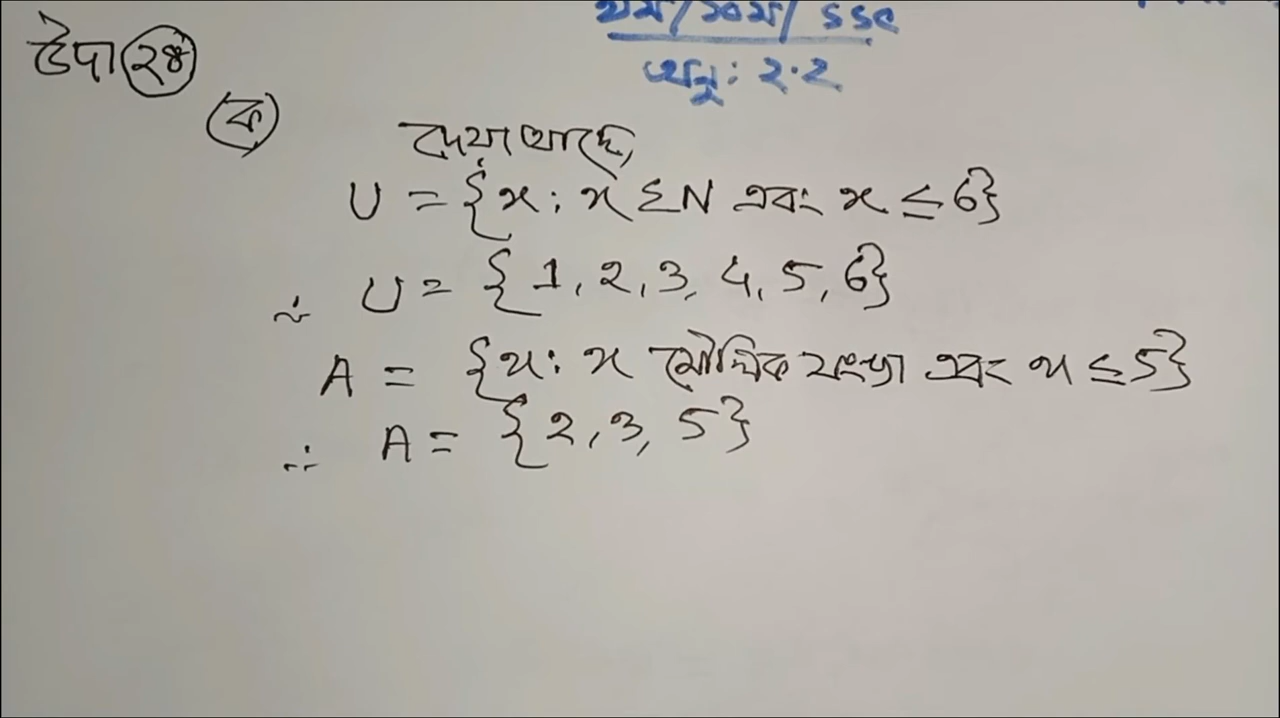 ৯ম/১০ম/ SSC
অনু: ২.২
উদা ২৪
(ক) দেয়া আছে,
U = {x : x ∑ N এবং x ≤ 6}
∴ U = {1, 2, 3, 4, 5, 6}
A = {x : x মৌলিক সংখ্যা এবং x ≤ 5}
∴ A = {2, 3, 5}